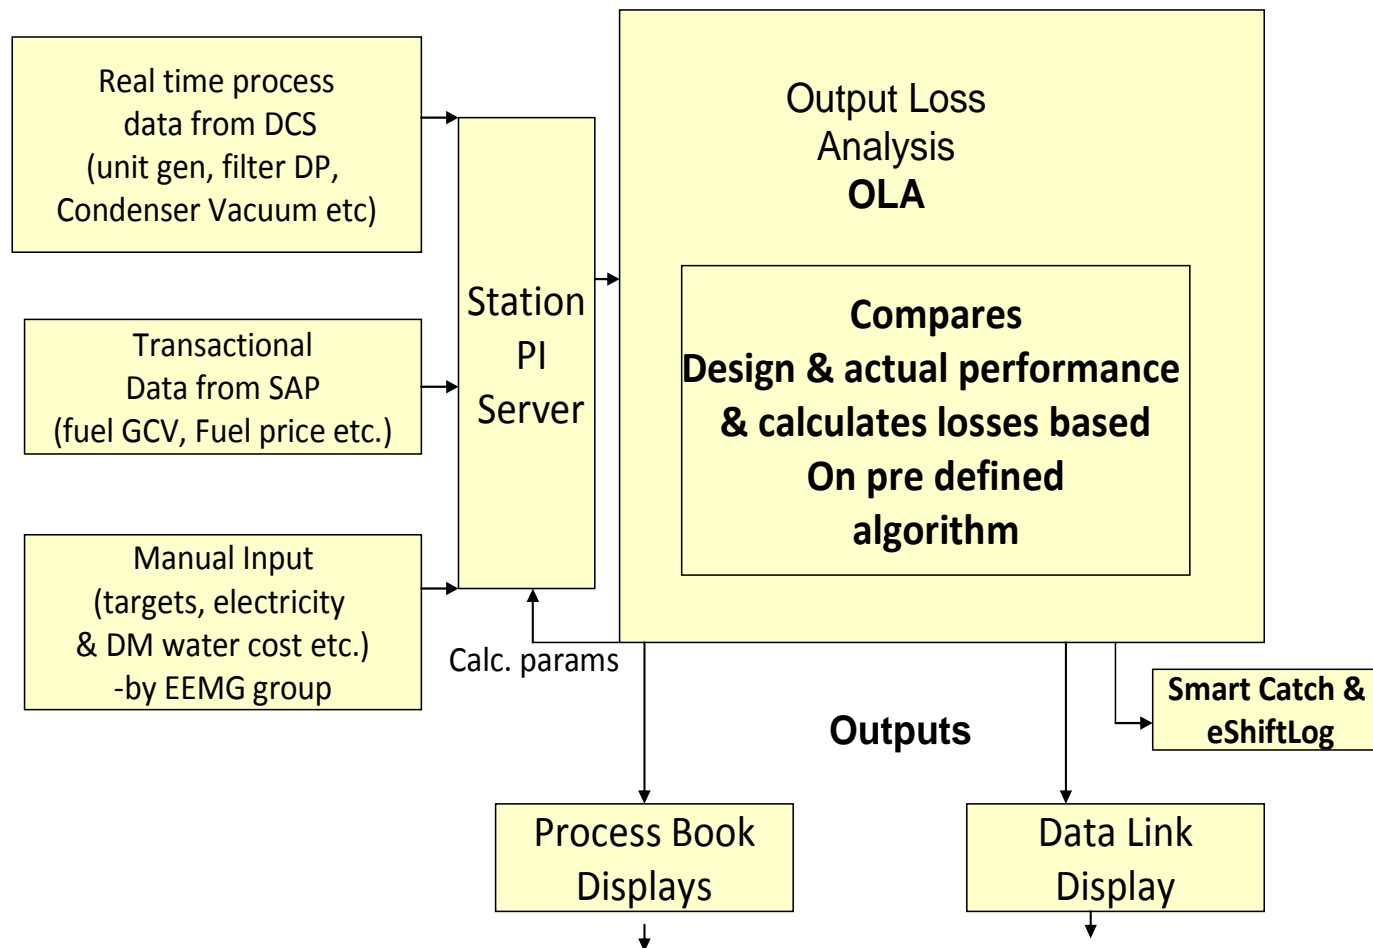 Real time process
data from DCS
(unit gen, filter DP,
Condenser Vacuum etc)
Transactional
Data from SAP
(fuel GCV, Fuel price etc.)
Manual Input
(targets, electricity
& DM water cost etc.)
-by EEMG group
Station
PI
Server
Calc. params
Output Loss
Analysis
OLA
Compares
Design & actual performance
& calculates losses based
On pre defined
algorithm
Outputs
Smart Catch &
eShiftLog
Process Book
Displays
Data Link
Display